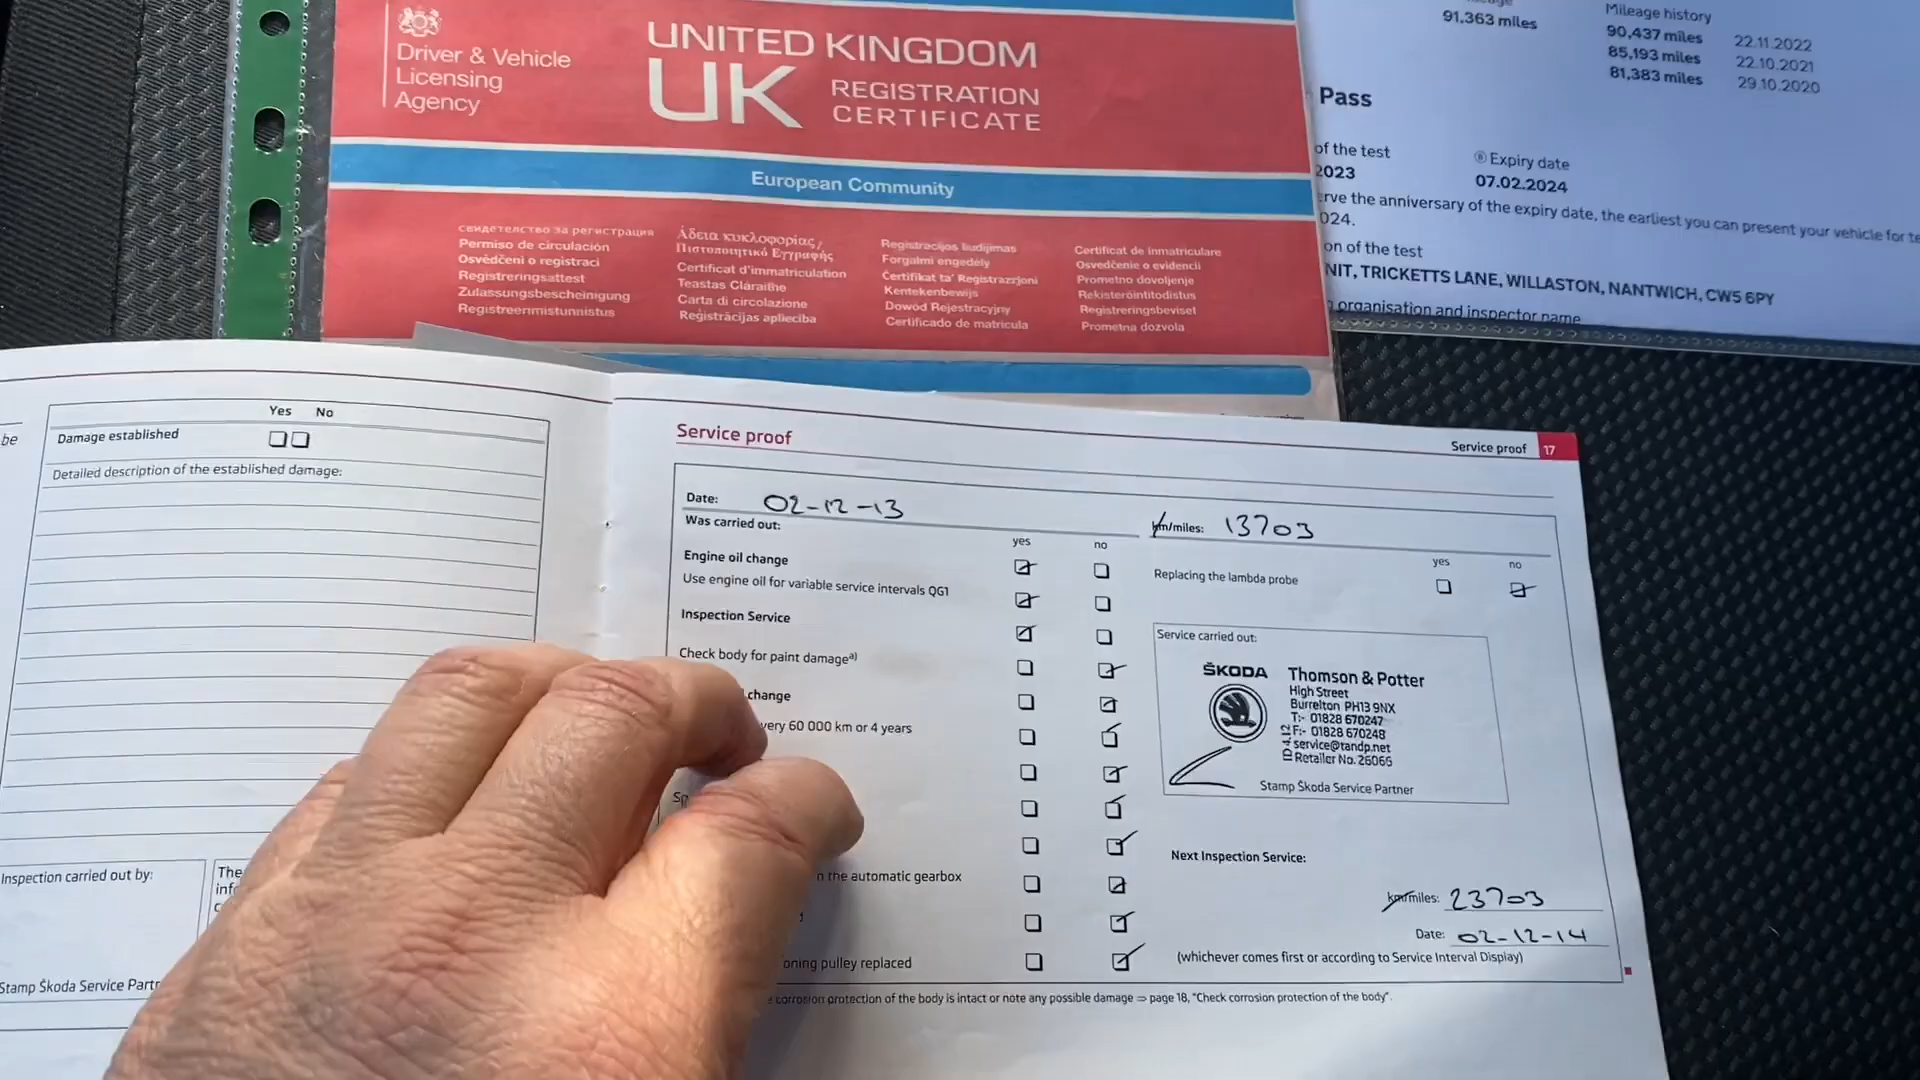 Driver & Vehicle
Licensing
Agency
UNITED KINGDOM
UK
REGISTRATION
CERTIFICATE
European Community
свидетелство за регистрация
Permiso de circulación
Osvědčeni o registraci
Registreringsattest
Zulassungsbescheinigung
Registreerimistunnistus
Άδεια κυκλοφορίας /
Πιστοποιητικό Εγγραφής
Certificat d'immatriculation
Teastas Cláraithe
Carta di circolazione
Reģistrācijas apliecība
Registracijos liudijimas
Forgalmi engedély
Ċertifikat ta' Reġistrazzjoni
Kentekenbewijs
Dowód Rejestracyjny
Certificado de matrícula
Certificat de inmatriculare
Osvedčenie o evidencii
Prometno dovoljenje
Rekisteröintitodistus
Registreringsbeviset
Prometna dozvola
91,363 miles
Mileage history
90,437 miles 22.11.2022
85,193 miles 22.10.2021
81,383 miles 29.10.2020
Pass
of the test
2023
Expiry date
07.02.2024
rve the anniversary of the expiry date, the earliest you can present your vehicle for te
024.
on of the test
NIT, TRICKETTS LANE, WILLASTON, NANTWICH, CW5 6PY
organisation and inspector name
be
Yes No
Damage established
Detailed description of the established damage:
Inspection carried out by:
The
inf
Stamp Škoda Service Partr
Service proof
Service proof 17
Date: 02-12-13
km/miles: 13703
Was carried out:
yes no
Engine oil change
Use engine oil for variable service intervals QG1
Inspection Service
Check body for paint damage a)
change
very 60 000 km or 4 years
Sp
n the automatic gearbox
oning pulley replaced
yes no
Replacing the lambda probe
Service carried out:
ŠKODA
Thomson & Potter
High Street
Burrelton PH13 9NX
T:- 01828 670247
F:- 01828 670248
service@tandp.net
Retailer No. 26066
Stamp Škoda Service Partner
Next Inspection Service:
km/miles: 23703
Date: 02-12-14
(whichever comes first or according to Service Interval Display)
corrosion protection of the body is intact or note any possible damage ⇒ page 18, "Check corrosion protection of the body".